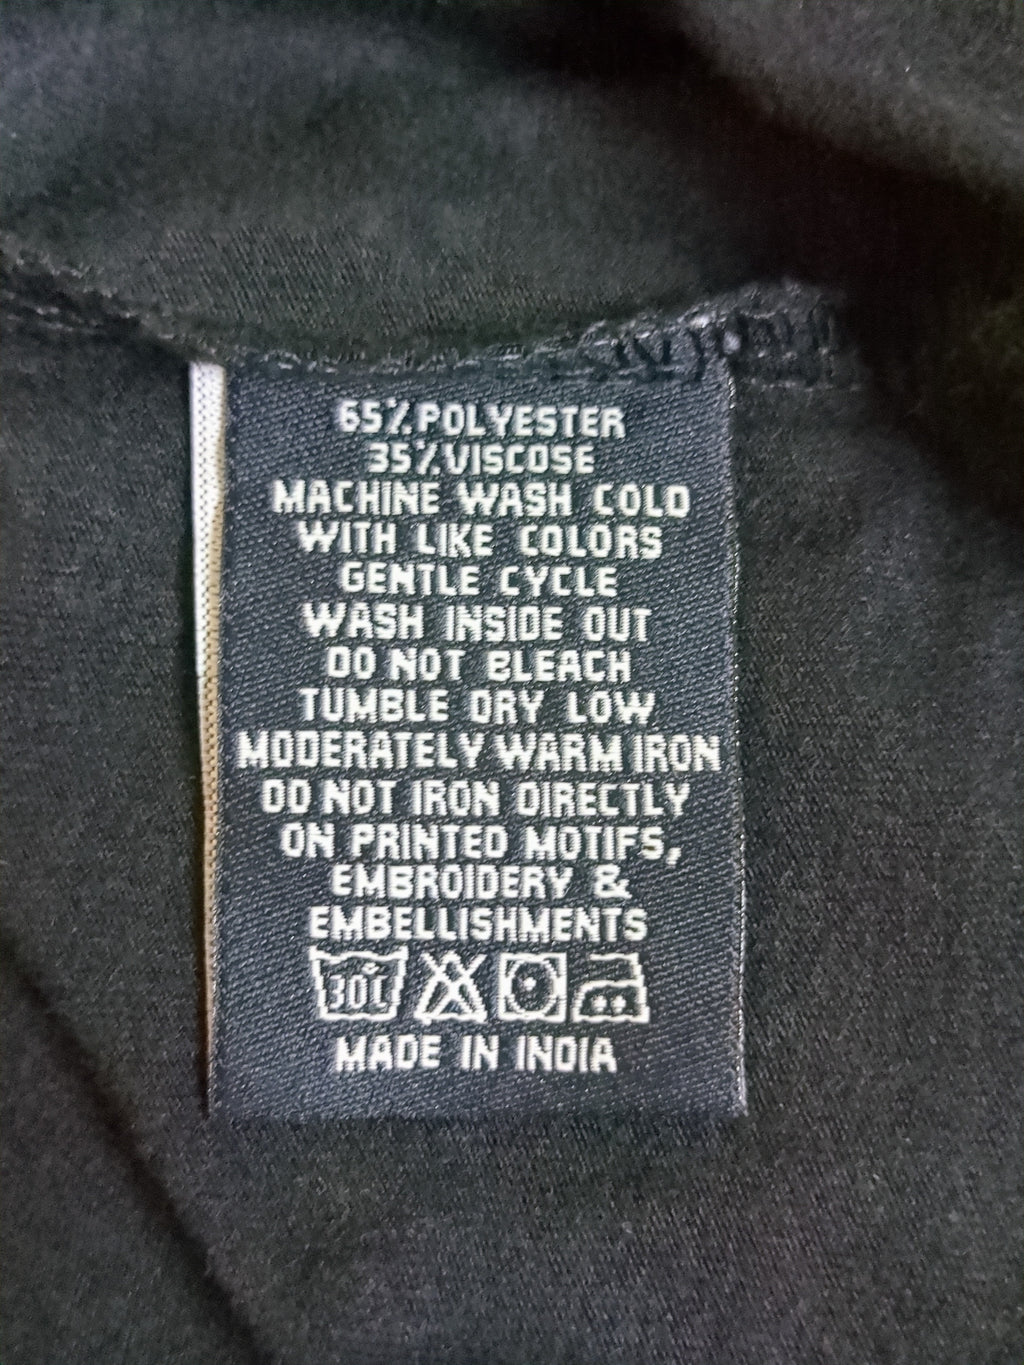 65% POLYESTER
35% VISCOSE
MACHINE WASH COLD
WITH LIKE COLORS
GENTLE CYCLE
WASH INSIDE OUT
DO NOT BLEACH
TUMBLE DRY LOW
MODERATELY WARM IRON
DO NOT IRON DIRECTLY
ON PRINTED MOTIFS,
EMBROIDERY &
EMBELLISHMENTS
30C
MADE IN INDIA